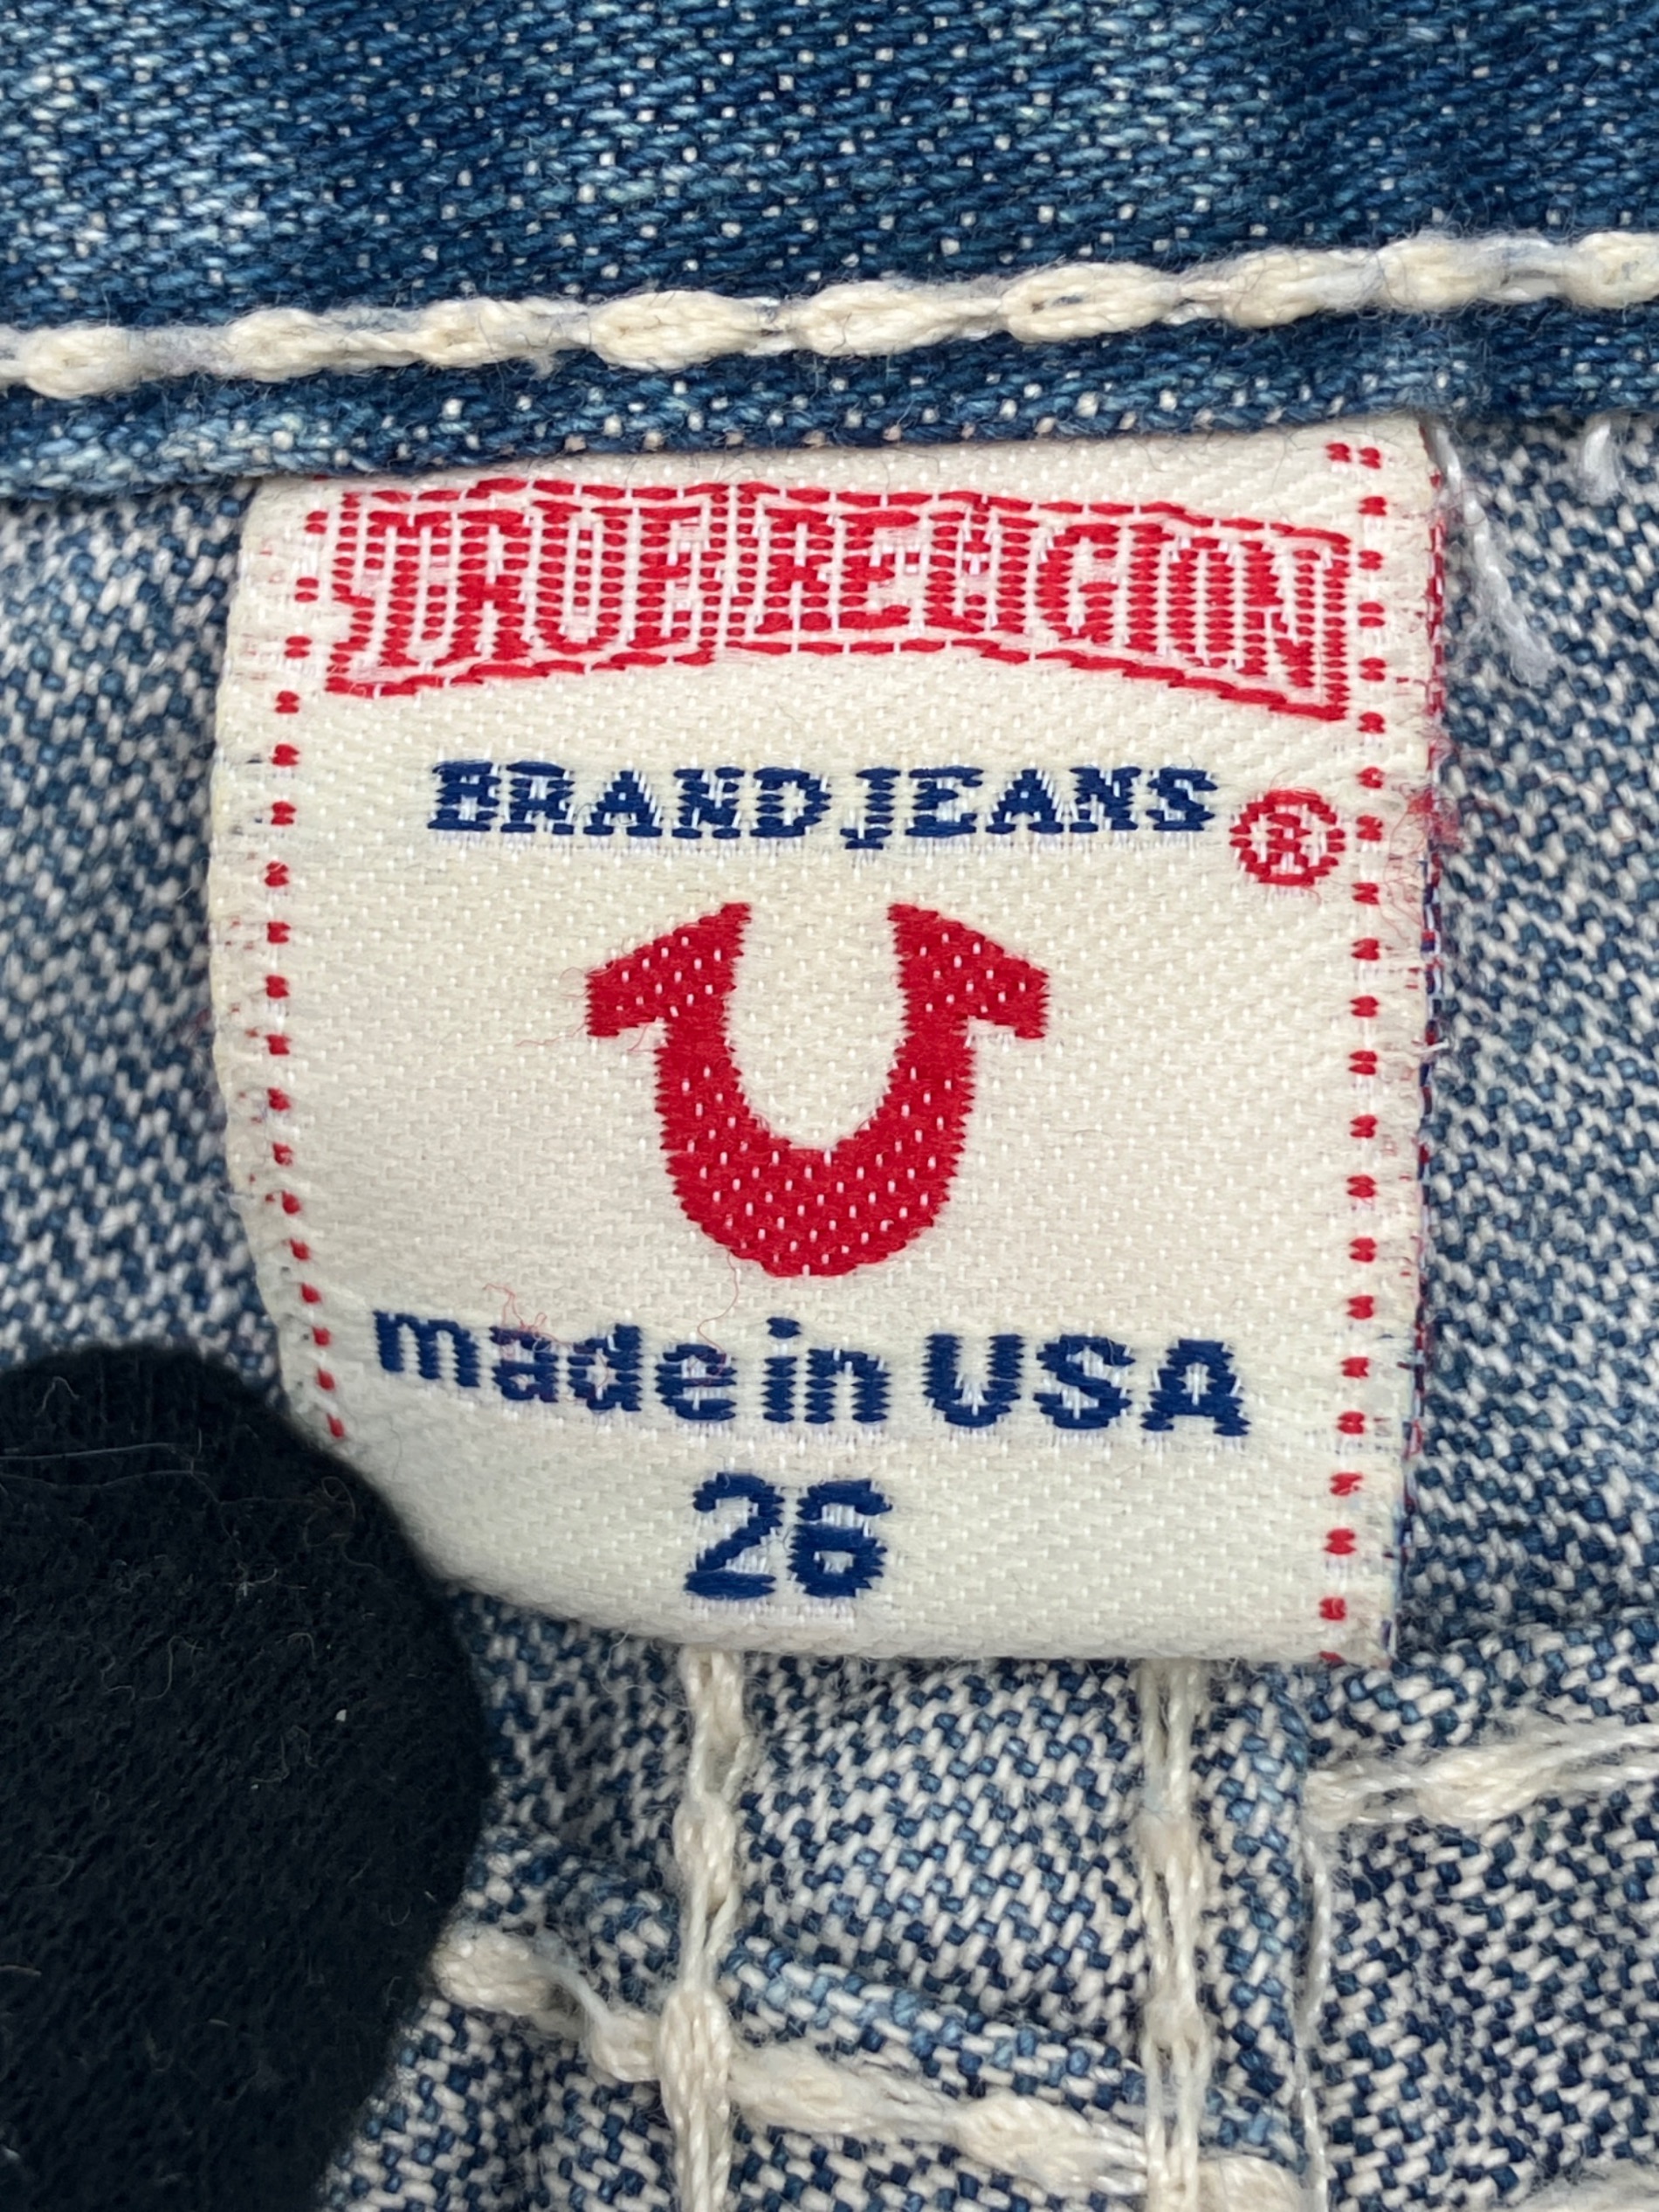 TRUE RELIGION
BRAND JEANS ®
made in USA
26